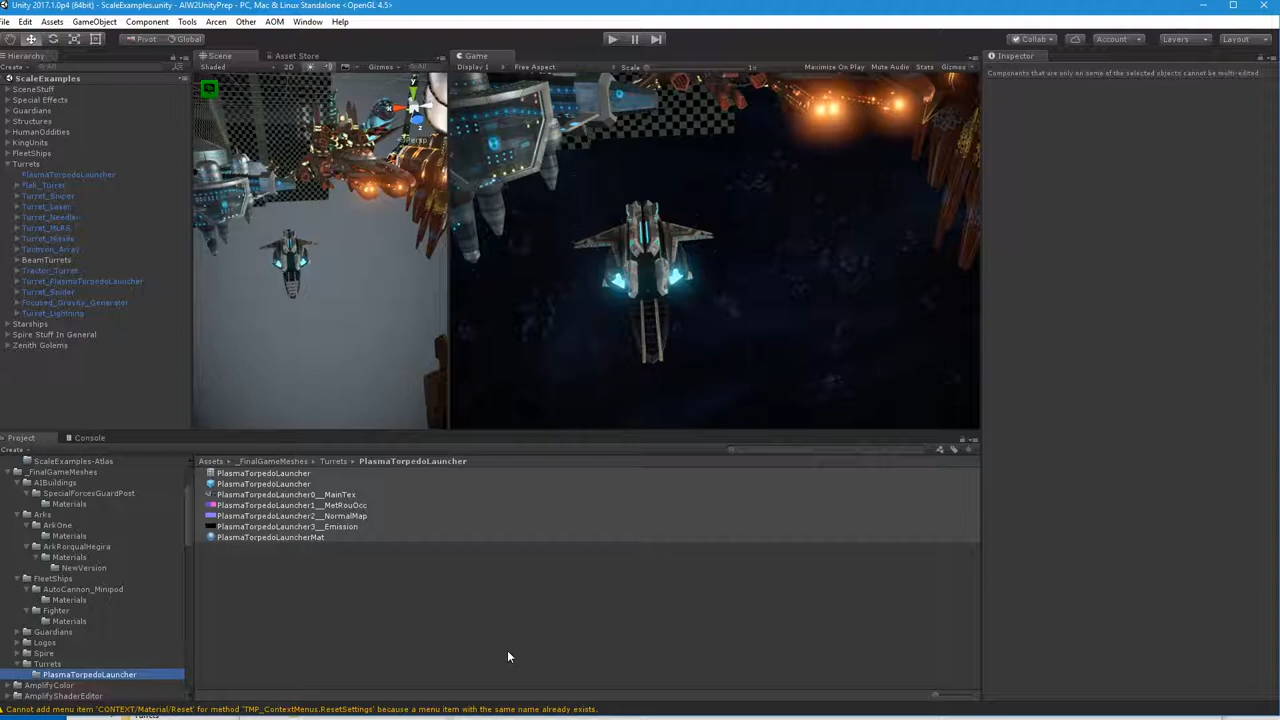 Unity 2017.1.0p4 (64bit) - ScaleExamples.unity - AIW2UnityPrep - PC, Mac & Linux Standalone <OpenGL 4.5>
File Edit Assets GameObject Component Tools Arcen Other AOM Window Help
Pivot Global
Collab Account Layers Layout
Hierarchy
Scene Asset Store
Game
Inspector
Create
Shaded 2D Gizmos All
Display 1 Free Aspect Scale 1x Maximize On Play Mute Audio Stats Gizmos
Components that are only on some of the selected objects cannot be multi-edited.
ScaleExamples
SceneStuff
Special Effects
Guardians
Structures
HumanOddities
KingUnits
FleetShips
Turrets
PlasmaTorpedoLauncher
Flak_Turret
Turret_Sniper
Turret_Laser
Turret_Needler
Turret_MLRS
Turret_Missile
Tachyon_Array
BeamTurrets
Tractor_Turret
Turret_PlasmaTorpedoLauncher
Turret_Spider
Focused_Gravity_Generator
Turret_Lightning
Starships
Spire Stuff In General
Zenith Golems
y
x
z
Persp
Project Console
Create
ScaleExamples-Atlas
_FinalGameMeshes
AIBuildings
SpecialForcesGuardPost
Materials
Arks
ArkOne
Materials
ArkRorqualHegira
Materials
NewVersion
FleetShips
AutoCannon_Minipod
Materials
Fighter
Materials
Guardians
Logos
Spire
Turrets
PlasmaTorpedoLauncher
AmplifyColor
AmplifyShaderEditor
Assets _FinalGameMeshes Turrets PlasmaTorpedoLauncher
PlasmaTorpedoLauncher
PlasmaTorpedoLauncher
PlasmaTorpedoLauncher0__MainTex
PlasmaTorpedoLauncher1__MetRouOcc
PlasmaTorpedoLauncher2__NormalMap
PlasmaTorpedoLauncher3__Emission
PlasmaTorpedoLauncherMat
Cannot add menu item 'CONTEXT/Material/Reset' for method 'TMP_ContextMenus.ResetSettings' because a menu item with the same name already exists.